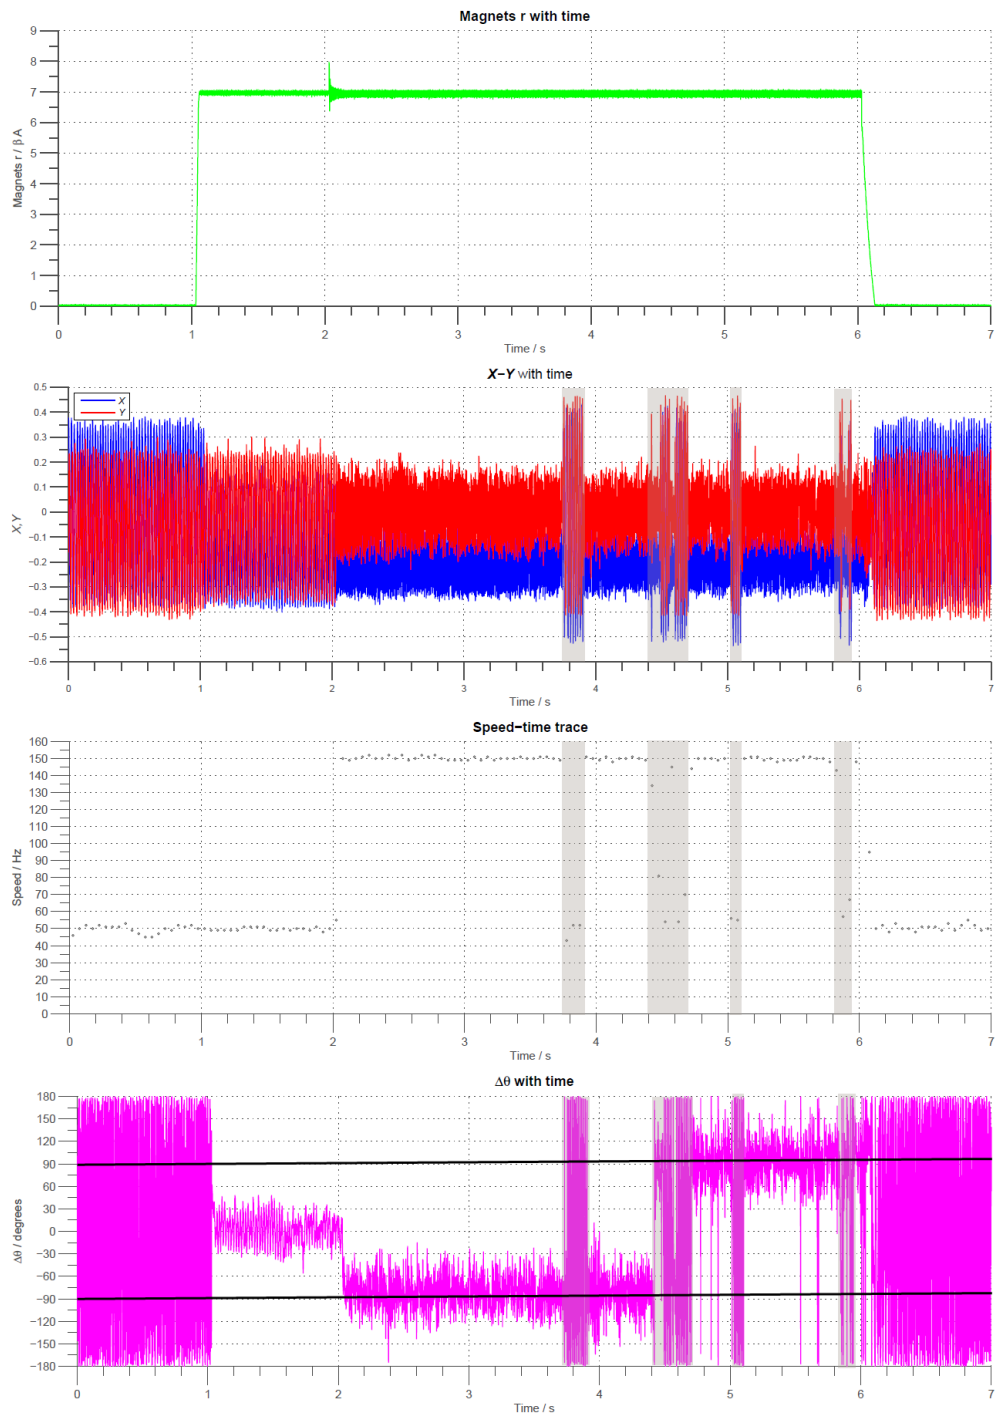 Magnets r with time
9
8
7
6
5
4
3
2
1
0
Magnets r / β A
0 1 2 3 4 5 6 7
Time / s
X−Y with time
0.5
0.4
0.3
0.2
0.1
0
-0.1
-0.2
-0.3
-0.4
-0.5
-0.6
X,Y
X
Y
0 1 2 3 4 5 6 7
Time / s
Speed−time trace
160
150
140
130
120
110
100
90
80
70
60
50
40
30
20
10
0
Speed / Hz
0 1 2 3 4 5 6 7
Time / s
Δθ with time
180
150
120
90
60
30
0
−30
−60
−90
−120
−150
−180
Δθ / degrees
0 1 2 3 4 5 6 7
Time / s